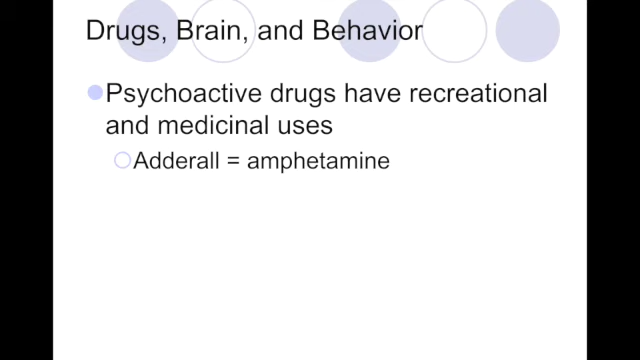 Drugs, Brain, and Behavior
Psychoactive drugs have recreational
and medicinal uses
Adderall = amphetamine